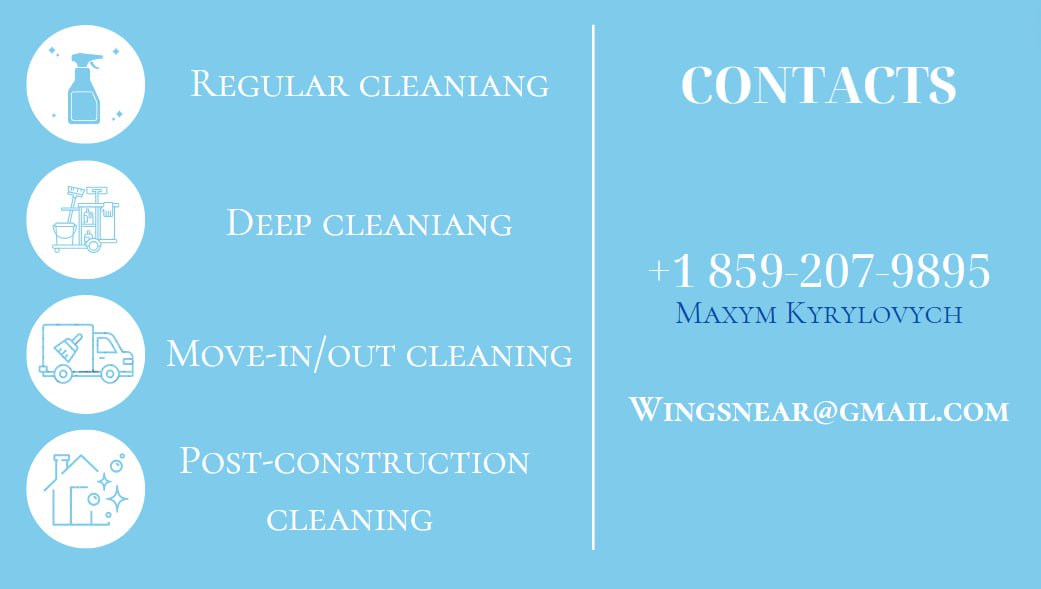 Regular cleaniang
Deep cleaniang
Move-in/out cleaning
Post-construction
cleaning
CONTACTS
+1 859-207-9895
Maxym Kyrylovych
Wingsnear@gmail.com